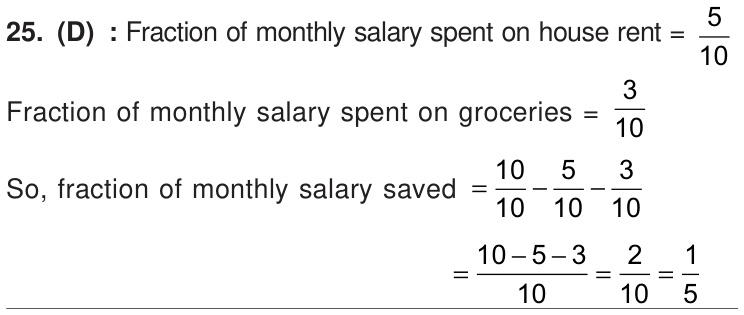 25. (D) : Fraction of monthly salary spent on house rent = 5/10
Fraction of monthly salary spent on groceries = 3/10
So, fraction of monthly salary saved = 10/10 – 5/10 – 3/10
= (10 – 5 – 3)/10 = 2/10 = 1/5